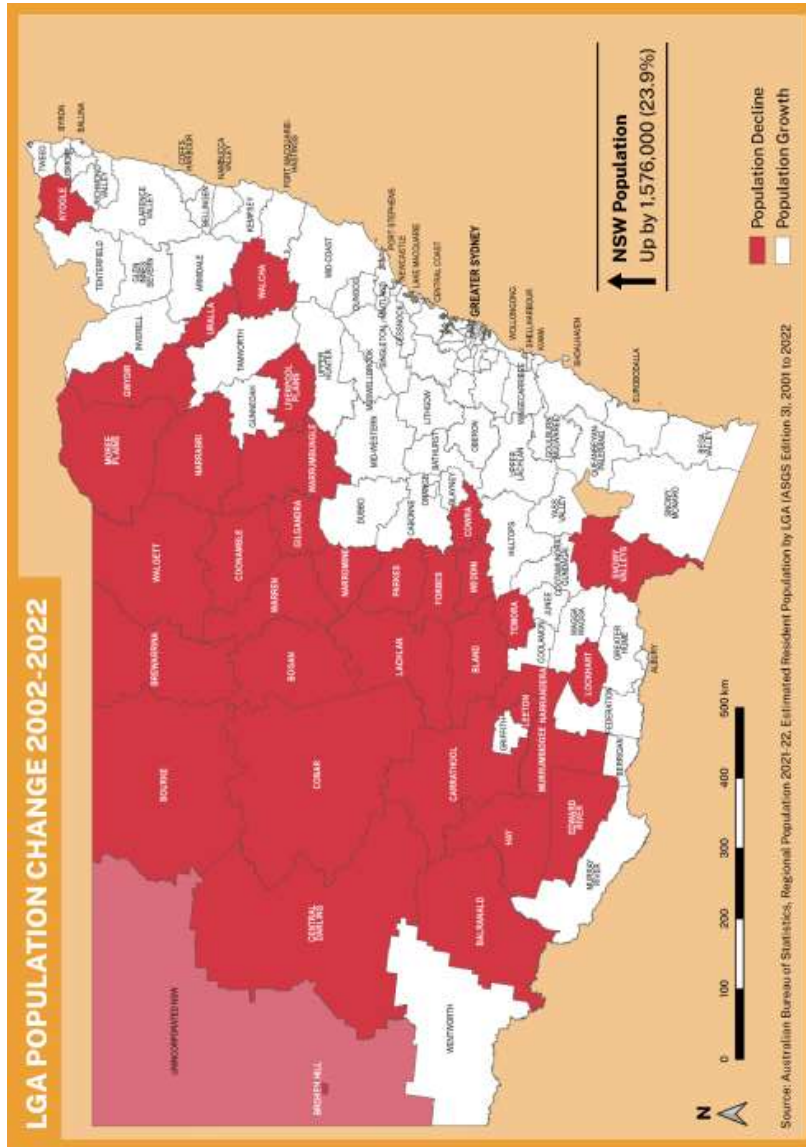 LGA POPULATION CHANGE 2002-2022
UNINCORPORATED NSW
BROKEN HILL
WENTWORTH
CENTRAL
DARLING
BALRANALD
BOURKE
COBAR
CARRATHOOL
HAY
MURRAY
RIVER
EDWARD
RIVER
BREWARRINA
BOGAN
LACHLAN
BLAND
GRIFFITH
LEETON
MURRUMBIDGEE
NARRANDERA
BERRIGAN
FEDERATION
LOCKHART
GREATER
HUME
ALBURY
WALGETT
COONAMBLE
WARREN
NARROMINE
PARKES
FORBES
WEDDIN
TEMORA
COOLAMON
JUNEE
WAGGA
WAGGA
COOTAMUNDRA
GUNDAGAI
SNOWY
VALLEYS
MOREE
PLAINS
NARRABRI
WARRUMBUNGLE
GILGANDRA
DUBBO
CABONNE
ORANGE
BLAYNEY
COWRA
HILLTOPS
YASS
VALLEY
GWYDIR
INVERELL
GUNNEDAH
TAMWORTH
LIVERPOOL
PLAINS
UPPER
HUNTER
MUSWELLBROOK
MID-WESTERN
LITHGOW
BATHURST
OBERON
UPPER
LACHLAN
GOULBURN
MULWAREE
QUEANBEYAN
PALERANG
SNOWY
MONARO
BEGA
VALLEY
TENTERFIELD
GLEN
INNES
SEVERN
ARMIDALE
URALLA
WALCHA
KYOGLE
TWEED
LISMORE
BYRON
BALLINA
RICHMOND
VALLEY
CLARENCE
VALLEY
COFFS
HARBOUR
BELLINGEN
NAMBUCCA
VALLEY
KEMPSEY
PORT MACQUARIE-
HASTINGS
MID-COAST
DUNGOG
SINGLETON
MAITLAND
CESSNOCK
PORT STEPHENS
NEWCASTLE
LAKE MACQUARIE
CENTRAL COAST
GREATER SYDNEY
WOLLONGONG
SHELLHARBOUR
KIAMA
WINGECARRIBEE
SHOALHAVEN
EUROBODALLA
NSW Population
Up by 1,576,000 (23.9%)
Population Decline
Population Growth
N
0 100 200 300 400 500 km
Source: Australian Bureau of Statistics, Regional Population 2021-22, Estimated Resident Population by LGA (ASGS Edition 3), 2001 to 2022